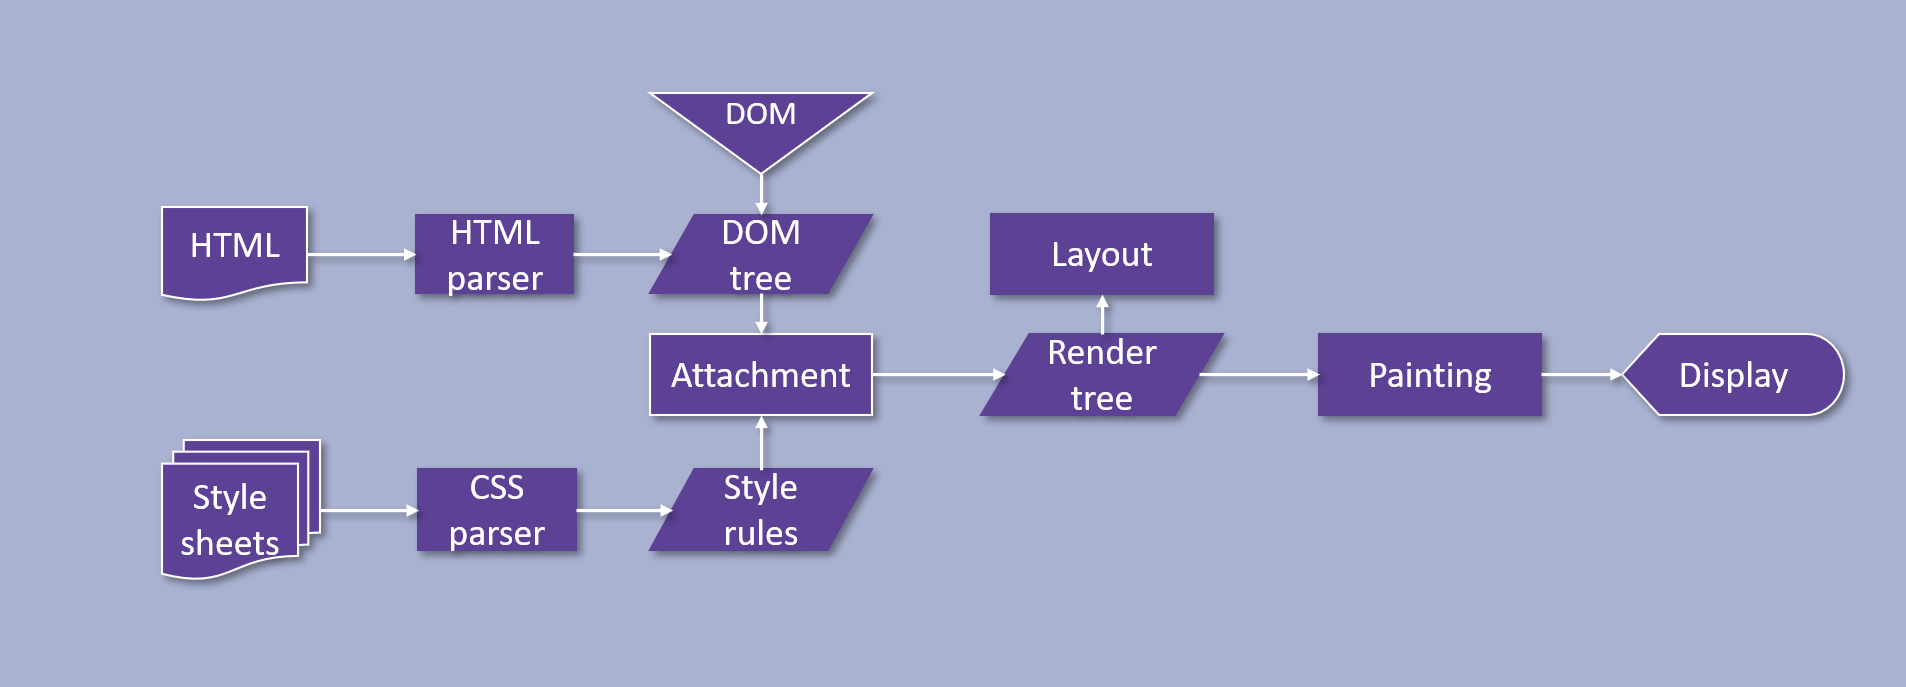 DOM
HTML
HTML
parser
DOM
tree
Layout
Attachment
Render
tree
Painting
Display
Style
sheets
CSS
parser
Style
rules